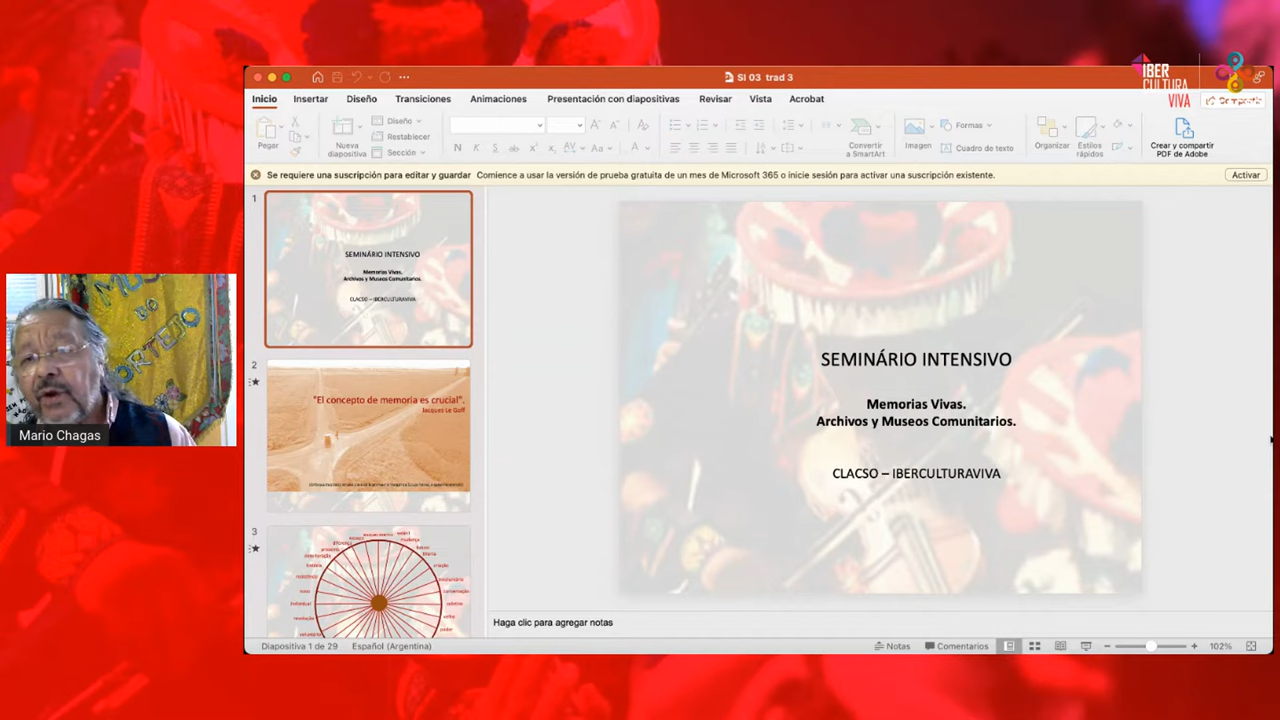 IBER
CULTURA
VIVA
SI 03 trad 3
Inicio
Insertar
Diseño
Transiciones
Animaciones
Presentación con diapositivas
Revisar
Vista
Acrobat
Pegar
Nueva
diapositiva
Diseño
Restablecer
Sección
Convertir
a SmartArt
Imagen
Formas
Cuadro de texto
Organizar
Estilos
rápidos
Crear y compartir
PDF de Adobe
Se requiere una suscripción para editar y guardar Comience a usar la versión de prueba gratuita de un mes de Microsoft 365 o inicie sesión para activar una suscripción existente.
Activar
1
SEMINÁRIO INTENSIVO
Memorias Vivas.
Archivos y Museos Comunitarios.
CLACSO – IBERCULTURAVIVA
2
"El concepto de memoria es crucial".
Jacques Le Goff
3
SEMINÁRIO INTENSIVO
Memorias Vivas.
Archivos y Museos Comunitarios.
CLACSO – IBERCULTURAVIVA
DO
Mario Chagas
Haga clic para agregar notas
Diapositiva 1 de 29
Español (Argentina)
Notas
Comentarios
102%